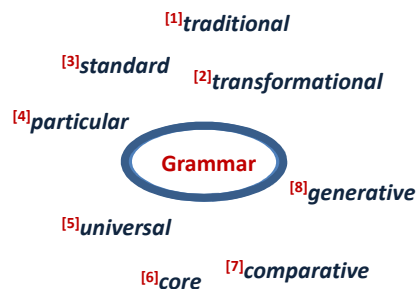 [1]traditional
[3]standard
[2]transformational
[4]particular
Grammar
[8]generative
[5]universal
[7]comparative
[6]core